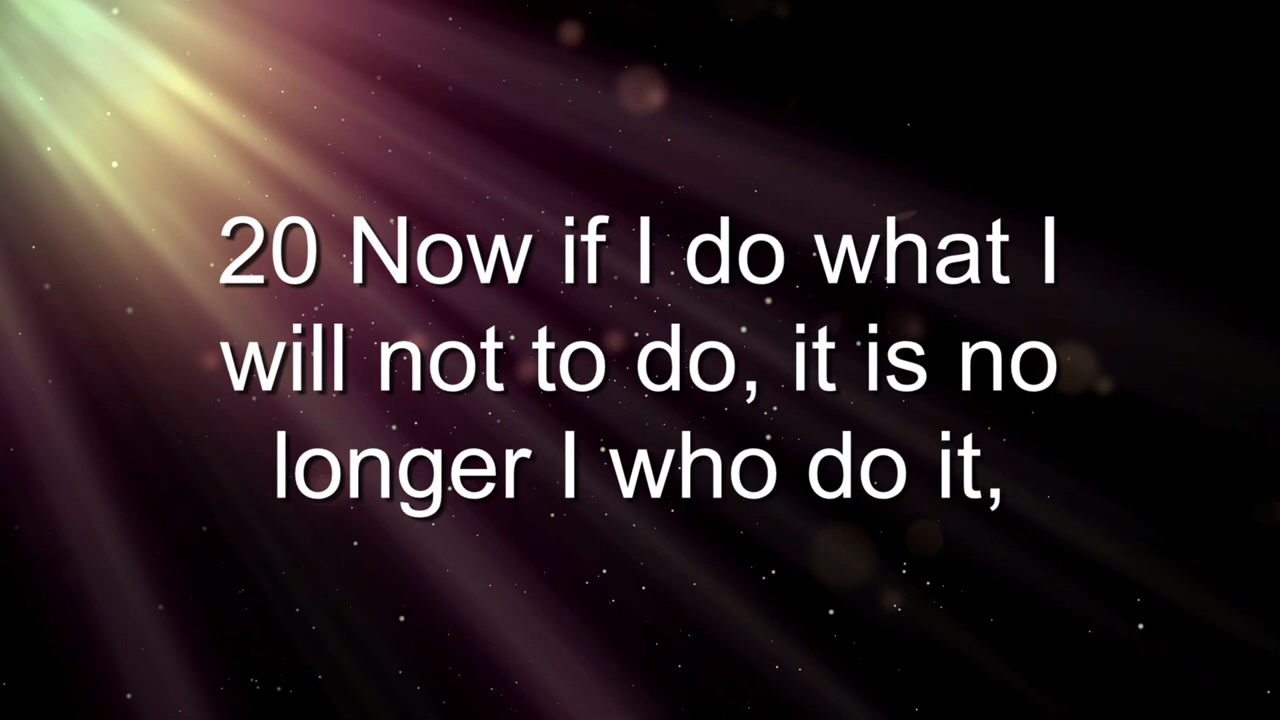 20 Now if I do what I
will not to do, it is no
longer I who do it,